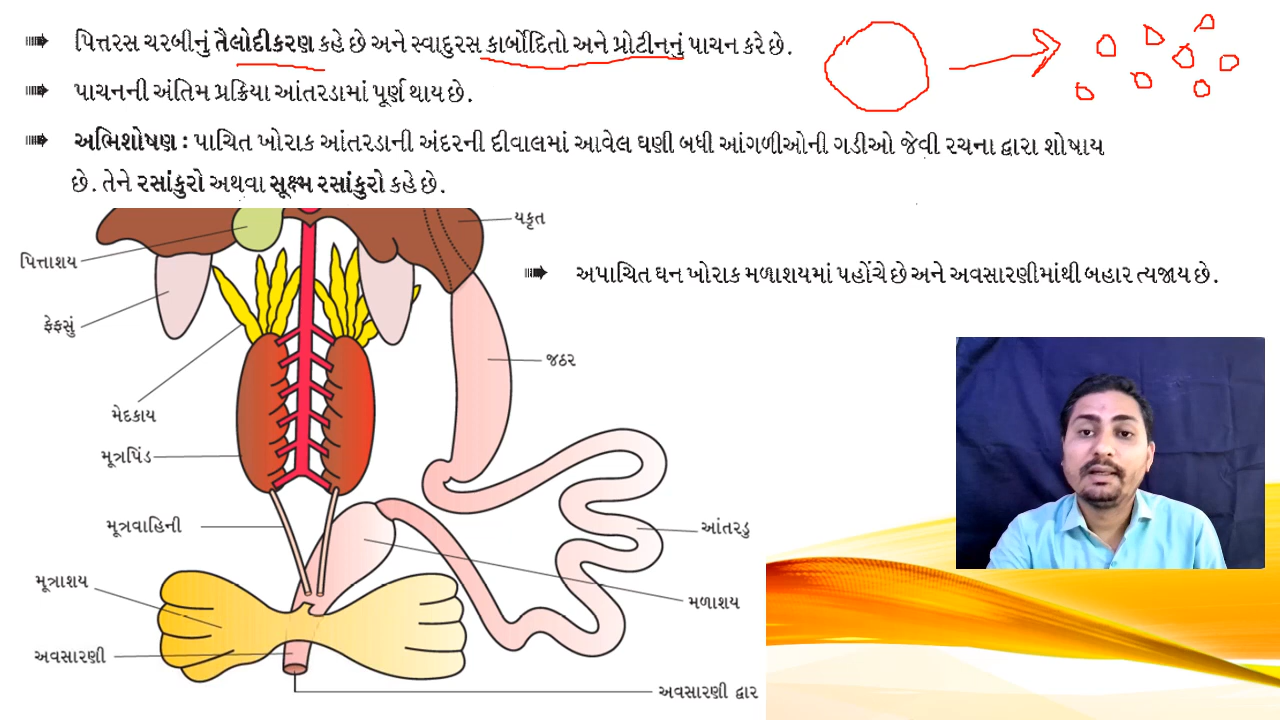 પિત્તરસ ચરબીનું તૈલોદીકરણ કહે છે અને સ્વાદુરસ કાર્બોદિતો અને પ્રોટીનનું પાચન કરે છે.
પાચનની અંતિમ પ્રક્રિયા આંતરડામાં પૂર્ણ થાય છે.
અભિશોષણ : પાચિત ખોરાક આંતરડાની અંદરની દીવાલમાં આવેલ ઘણી બધી આંગળીઓની ગડીઓ જેવી રચના દ્વારા શોષાય
છે. તેને રસાંકુરો અથવા સૂક્ષ્મ રસાંકુરો કહે છે.
યકૃત
પિત્તાશય
અપાચિત ઘન ખોરાક મળાશયમાં પહોંચે છે અને અવસારણીમાંથી બહાર ત્યજાય છે.
ફેફસું
જઠર
મેદકાય
મૂત્રપિંડ
મૂત્રવાહિની
આંતરડુ
મૂત્રાશય
મળાશય
અવસારણી
અવસારણી દ્વાર